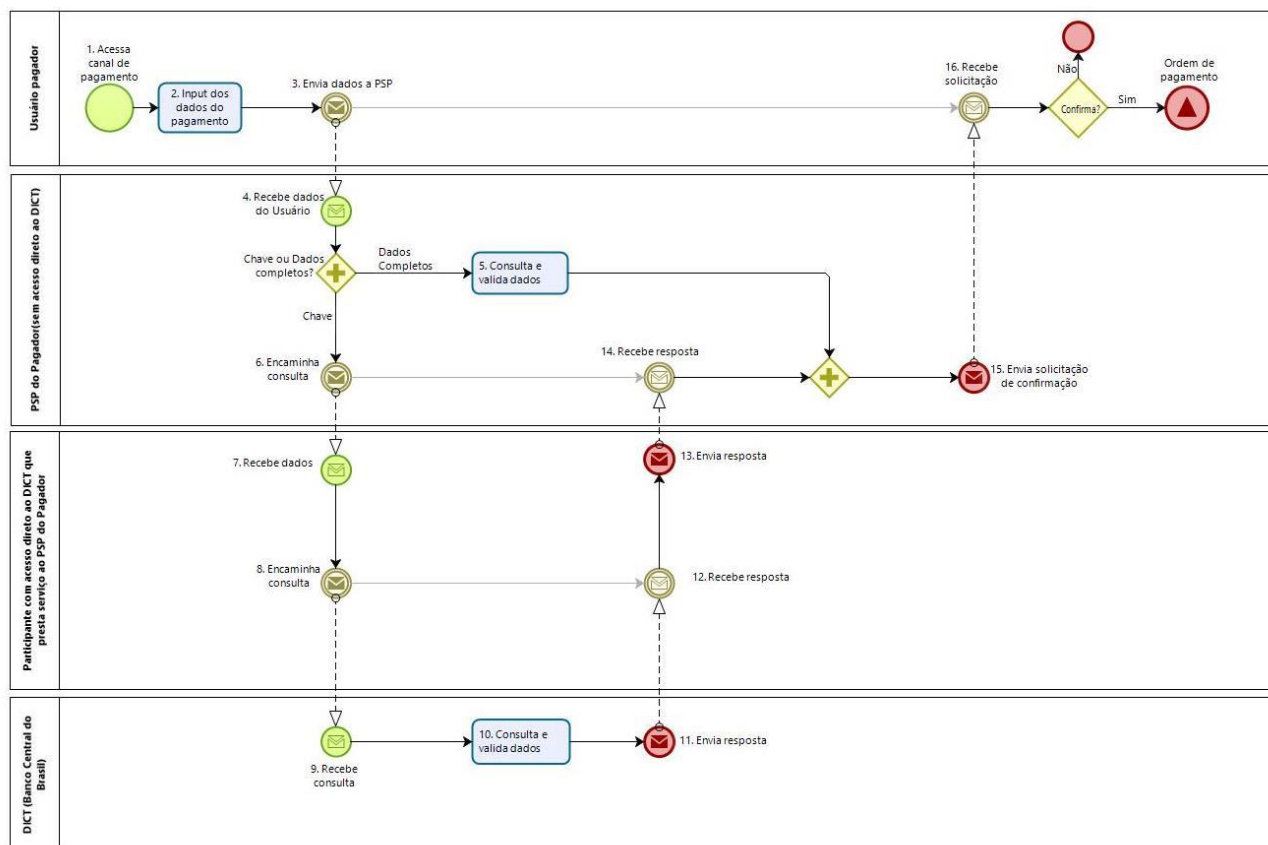 Usuário pagador
1. Acessa
canal de
pagamento
2. Input dos
dados do
pagamento
3. Envia dados a PSP
16. Recebe
solicitação
Não
Confirma?
Sim
Ordem de
pagamento
PSP do Pagador(sem acesso direto ao DICT)
4. Recebe dados
do Usuário
Chave ou Dados
completos?
Dados
Completos
5. Consulta e
valida dados
Chave
6. Encaminha
consulta
14. Recebe resposta
15. Envia solicitação
de confirmação
Participante com acesso direto ao DICT que
presta serviço ao PSP do Pagador
7. Recebe dados
13. Envia resposta
8. Encaminha
consulta
12. Recebe resposta
DICT (Banco Central do
Brasil)
9. Recebe
consulta
10. Consulta e
valida dados
11. Envia resposta